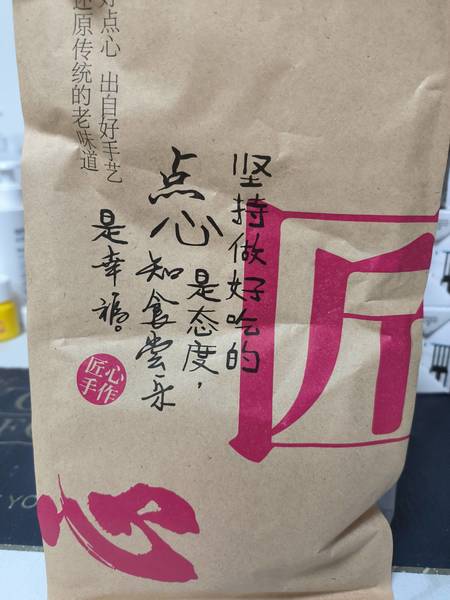 好点心 出自好手艺
还原传统的老味道
坚持做好吃的
点心
是态度，
知食尝乐
是幸福。
匠心
手作
匠
心